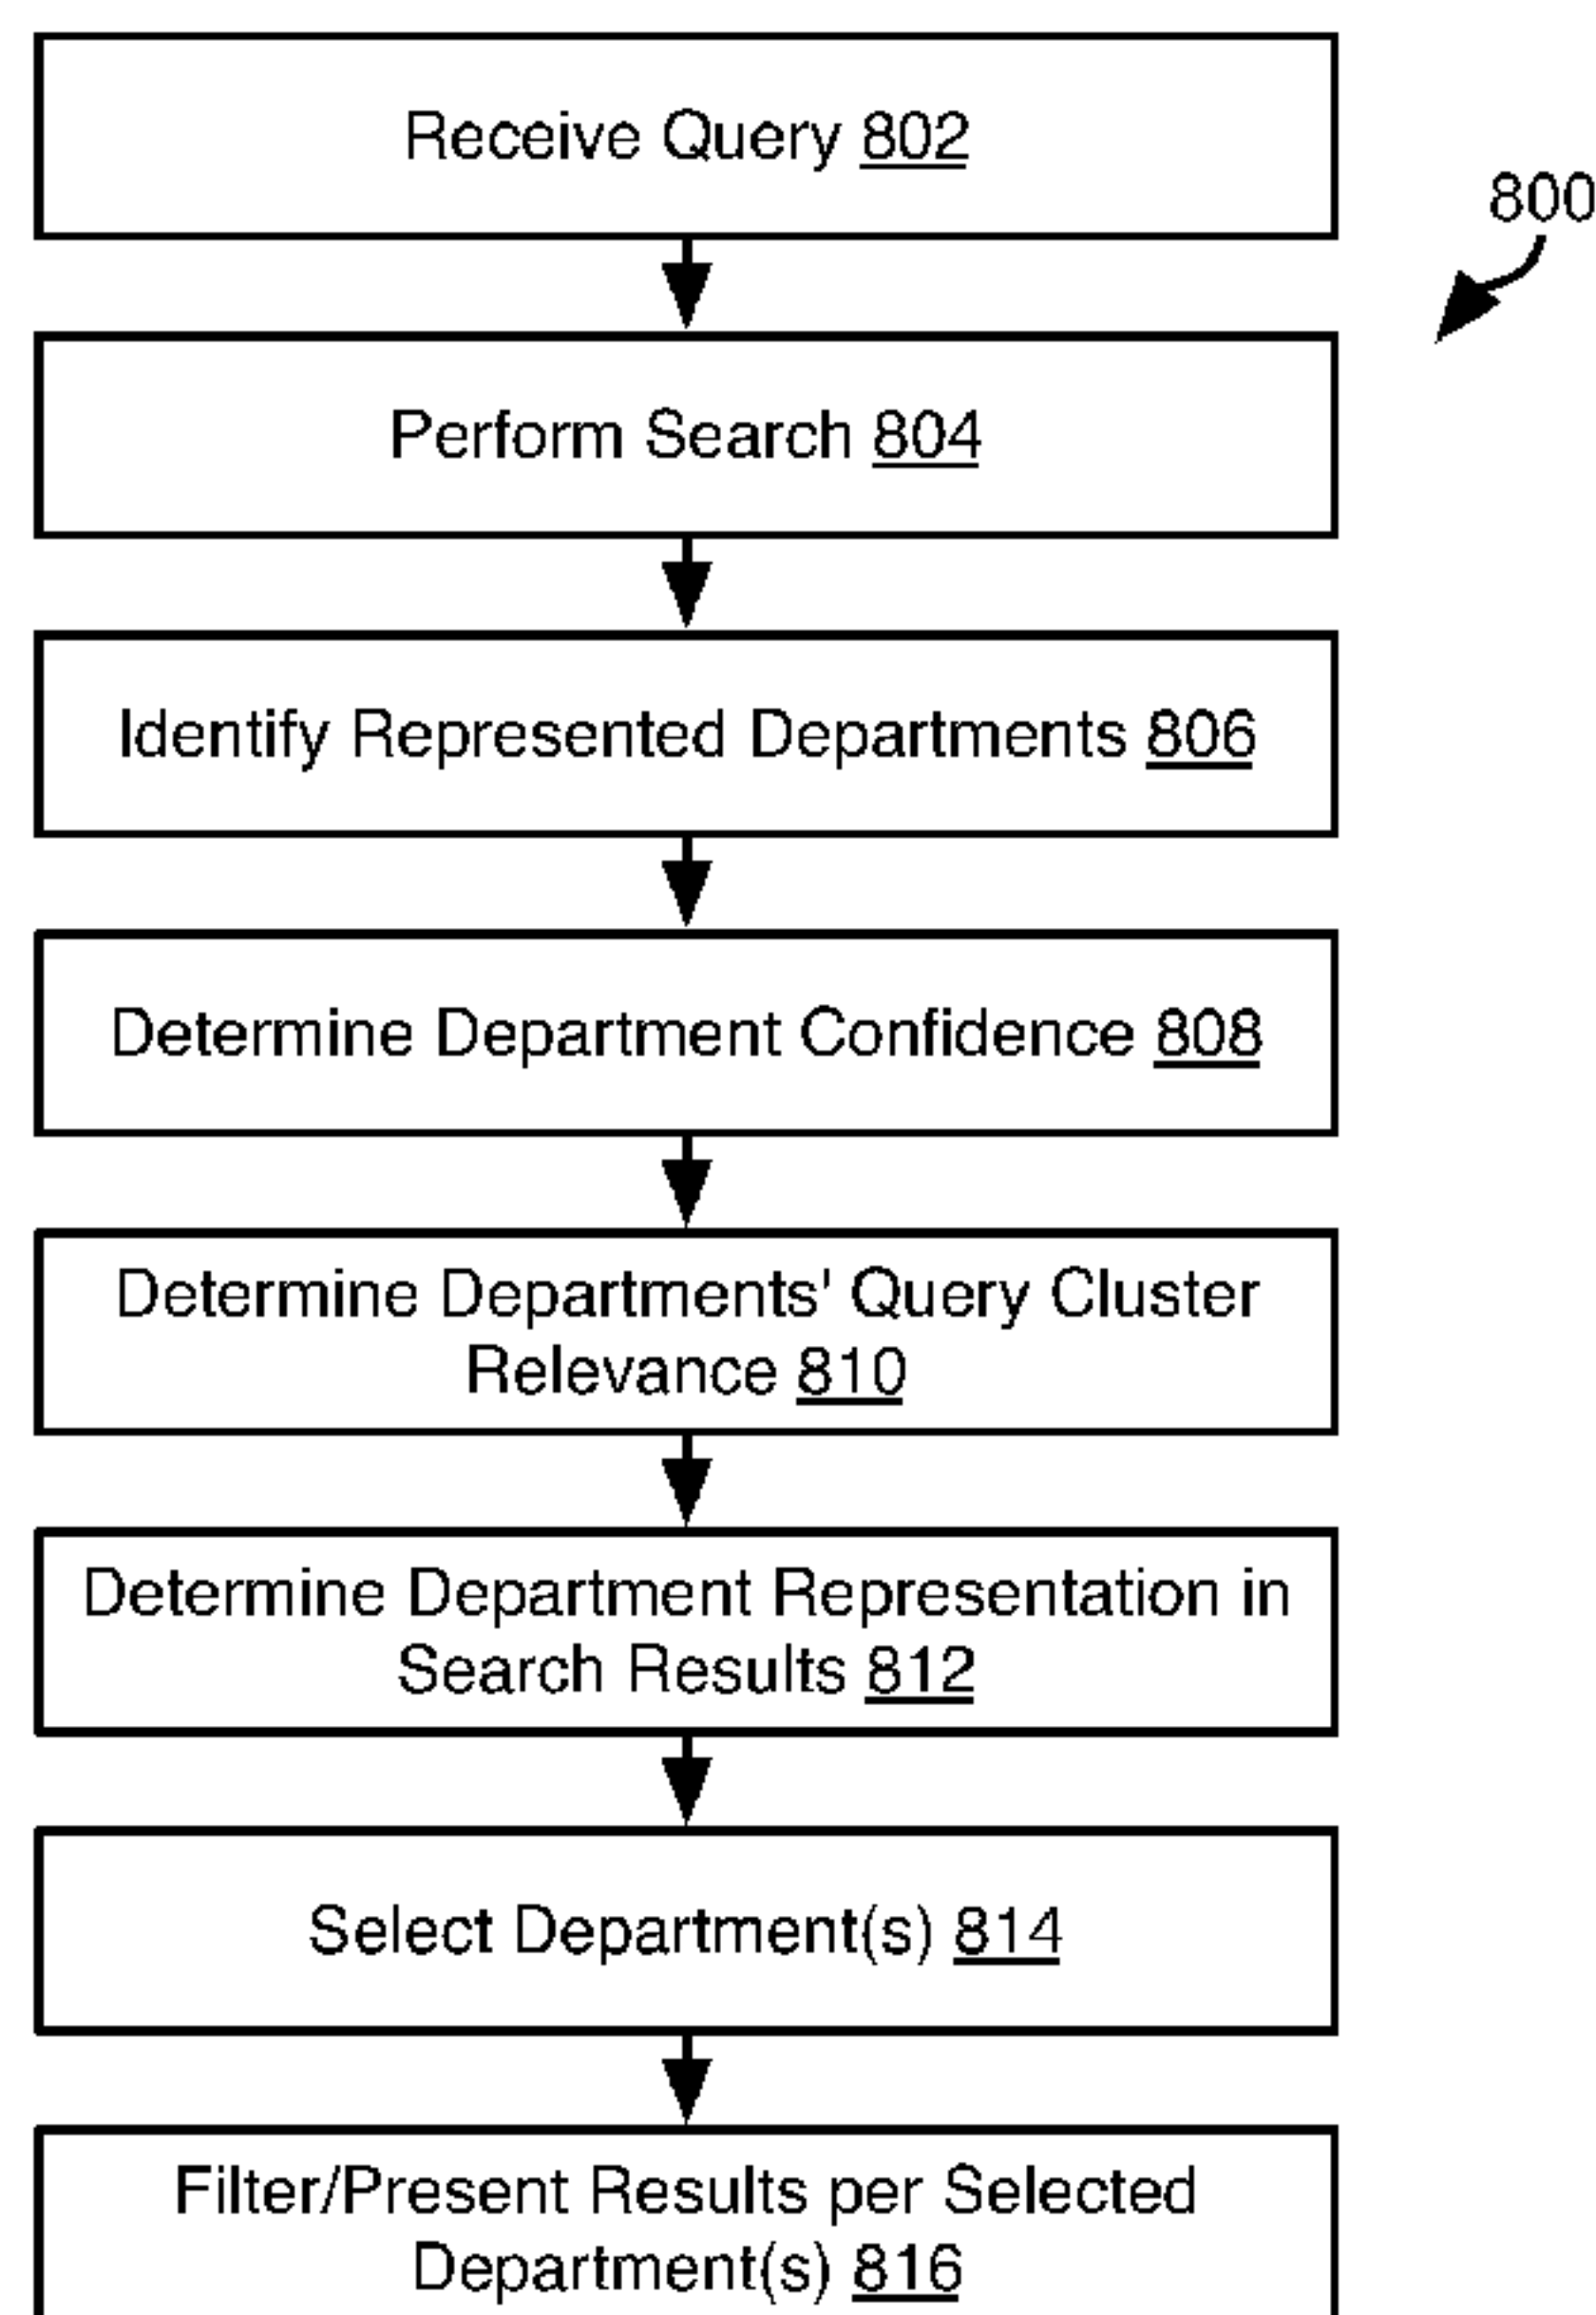 Receive Query 802
800
Perform Search 804
Identify Represented Departments 806
Determine Department Confidence 808
Determine Departments' Query Cluster
Relevance 810
Determine Department Representation in
Search Results 812
Select Department(s) 814
Filter/Present Results per Selected
Department(s) 816